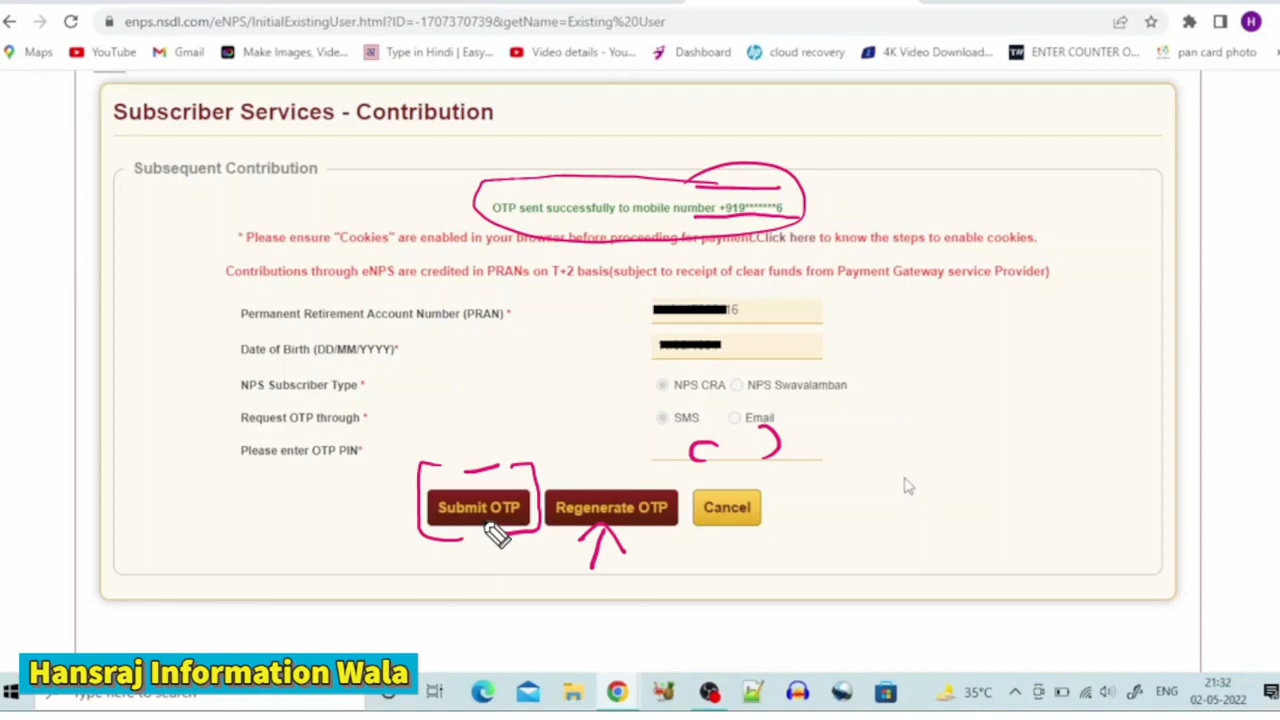 enps.nsdl.com/eNPS/InitialExistingUser.html?ID=-1707370739&getName=Existing%20User
H
Maps YouTube Gmail Make Images, Vide... Type in Hindi | Easy... Video details - You... Dashboard cloud recovery 4K Video Download... TW ENTER COUNTER O... pan card photo
Subscriber Services - Contribution
Subsequent Contribution
OTP sent successfully to mobile number +919*******6
* Please ensure "Cookies" are enabled in your browser before proceeding for payment.Click here to know the steps to enable cookies.
Contributions through eNPS are credited in PRANs on T+2 basis(subject to receipt of clear funds from Payment Gateway service Provider)
Permanent Retirement Account Number (PRAN) * 16
Date of Birth (DD/MM/YYYY)*
NPS Subscriber Type * NPS CRA NPS Swavalamban
Request OTP through * SMS Email
Please enter OTP PIN*
Submit OTP Regenerate OTP Cancel
Hansraj Information Wala
35°C ENG 21:32
02-05-2022